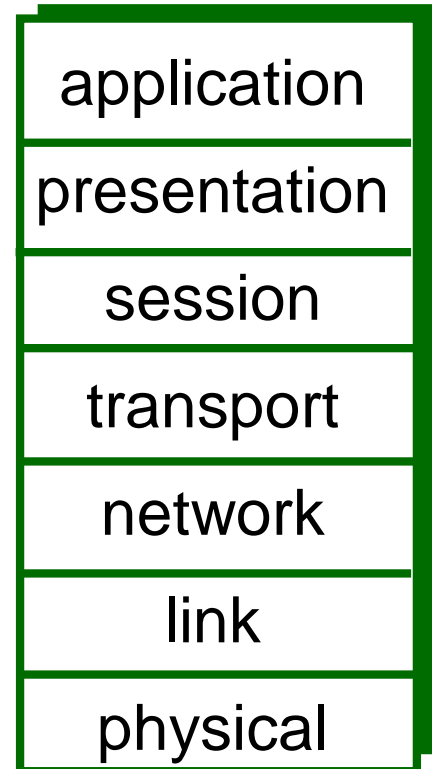 application
presentation
session
transport
network
link
physical